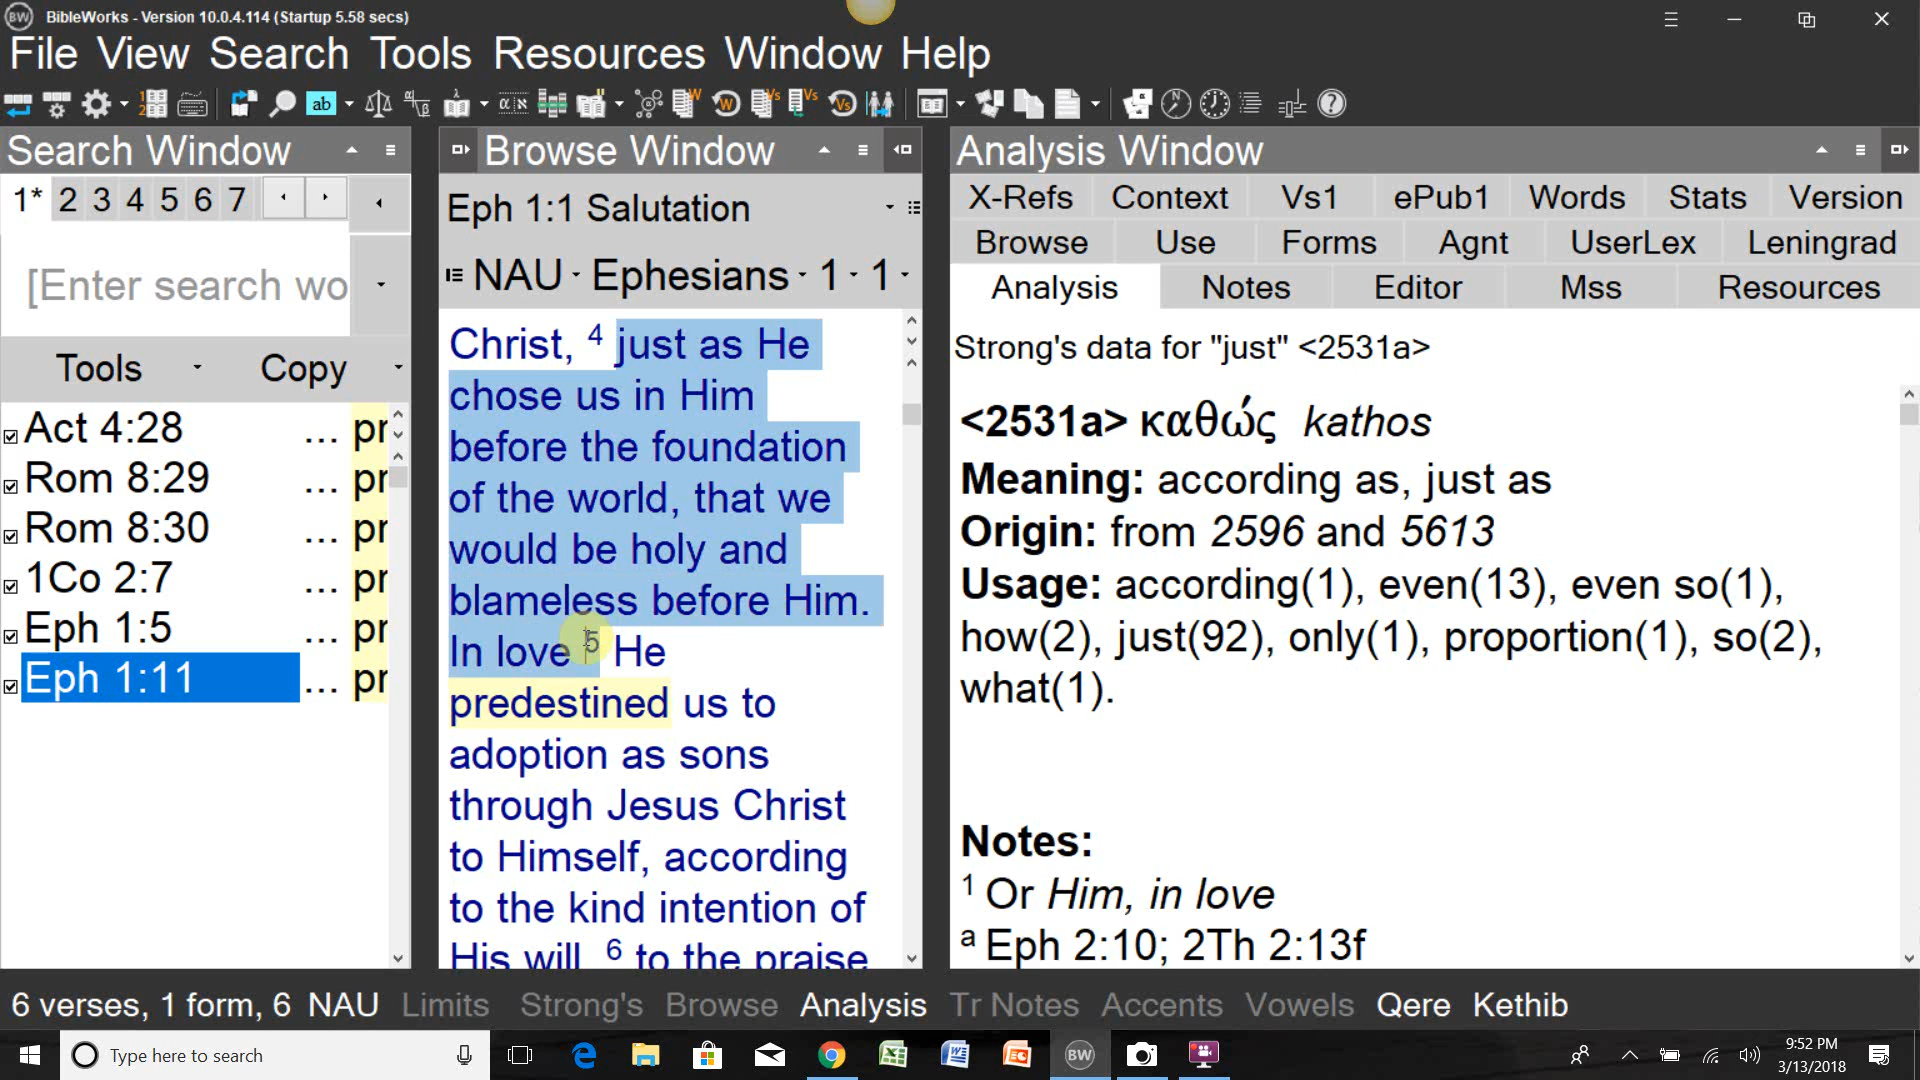 BW BibleWorks - Version 10.0.4.114 (Startup 5.58 secs)
File View Search Tools Resources Window Help
Search Window
1* 2 3 4 5 6 7
[Enter search wo
Tools Copy
Act 4:28 ... pr
Rom 8:29 ... pr
Rom 8:30 ... pr
1Co 2:7 ... pr
Eph 1:5 ... pr
Eph 1:11 ... pr
Browse Window
Eph 1:1 Salutation
NAU Ephesians 1 1
Christ, 4 just as He
chose us in Him
before the foundation
of the world, that we
would be holy and
blameless before Him.
In love 5 He
predestined us to
adoption as sons
through Jesus Christ
to Himself, according
to the kind intention of
His will, 6 to the praise
Analysis Window
X-Refs Context Vs1 ePub1 Words Stats Version
Browse Use Forms Agnt UserLex Leningrad
Analysis Notes Editor Mss Resources
Strong's data for "just" <2531a>
<2531a> καθώς kathos
Meaning: according as, just as
Origin: from 2596 and 5613
Usage: according(1), even(13), even so(1),
how(2), just(92), only(1), proportion(1), so(2),
what(1).
Notes:
1 Or Him, in love
a Eph 2:10; 2Th 2:13f
6 verses, 1 form, 6 NAU Limits Strong's Browse Analysis Tr Notes Accents Vowels Qere Kethib
Type here to search
BW
9:52 PM
3/13/2018